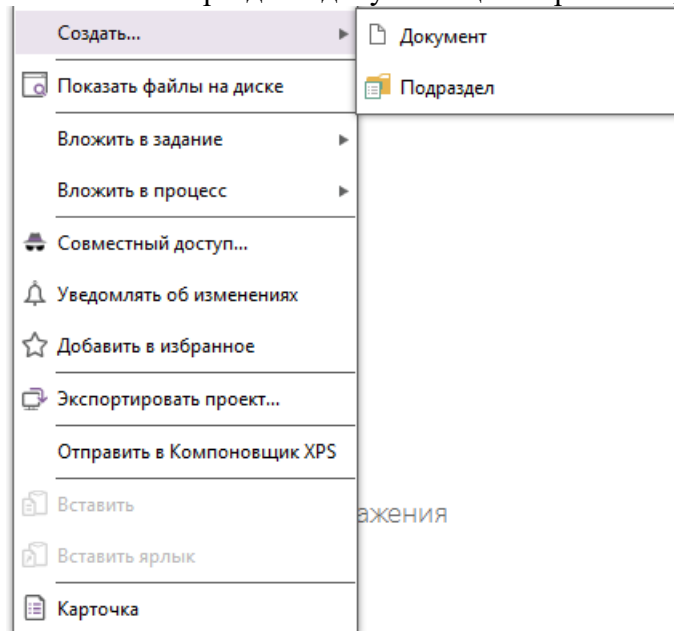 Создать...
Документ
Показать файлы на диске
Подраздел
Вложить в задание
Вложить в процесс
Совместный доступ...
Уведомлять об изменениях
Добавить в избранное
Экспортировать проект...
Отправить в Компоновщик XPS
Вставить
ажения
Вставить ярлык
Карточка